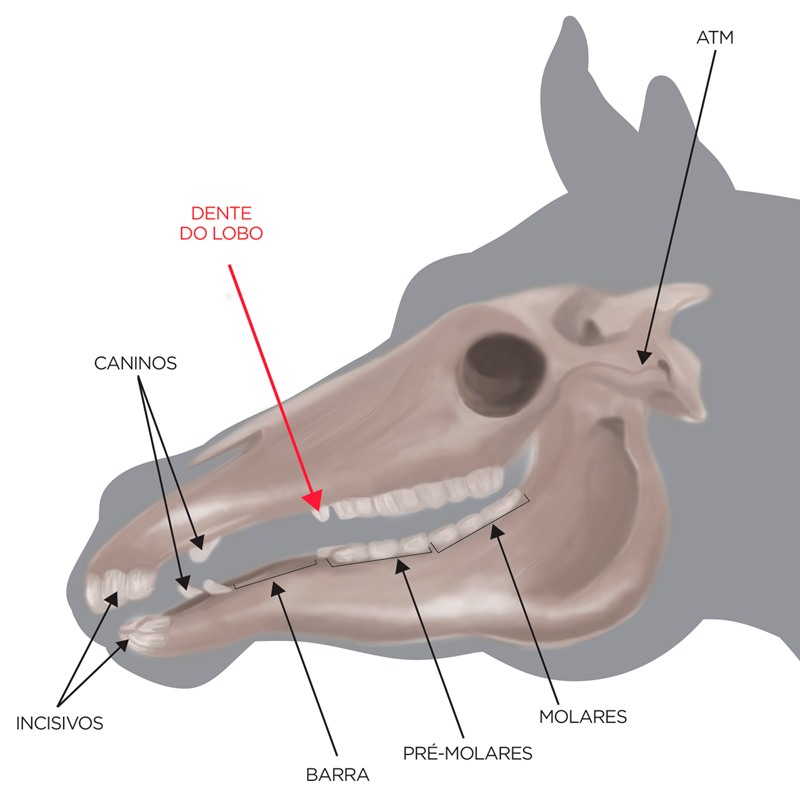 ATM
DENTE
DO LOBO
CANINOS
INCISIVOS
MOLARES
PRÉ-MOLARES
BARRA